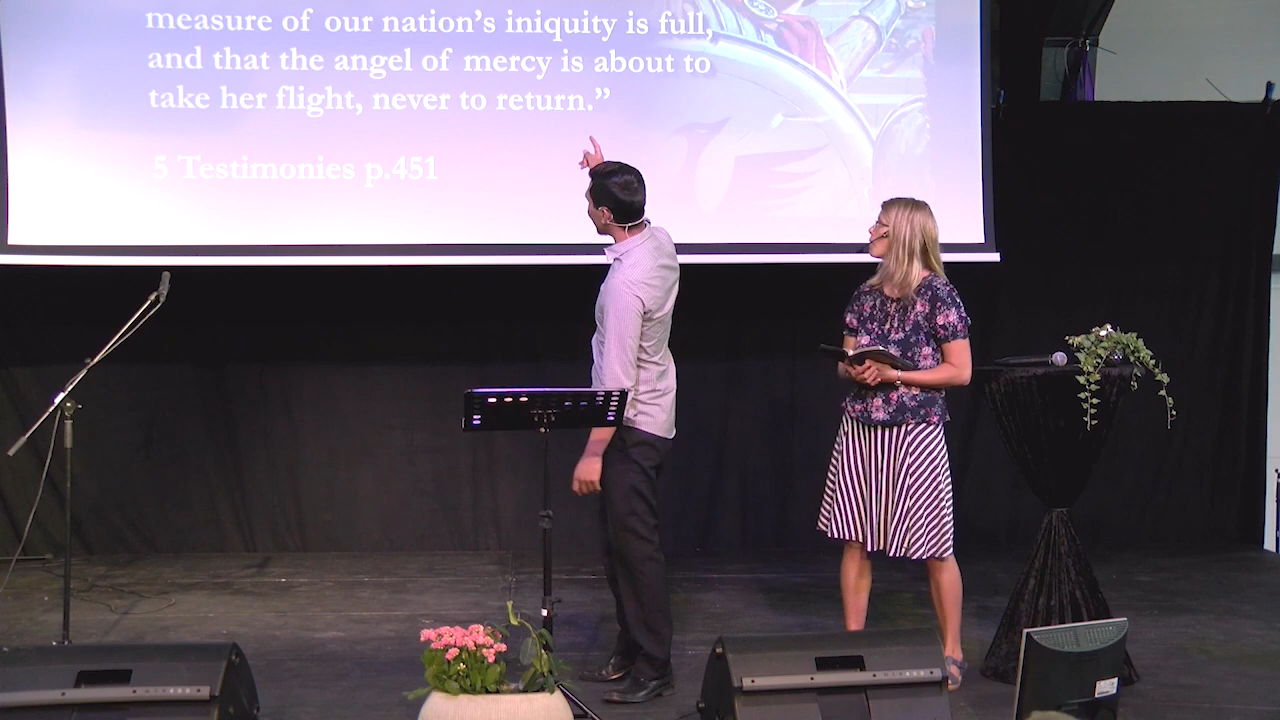 measure of our nation’s iniquity is full,
and that the angel of mercy is about to
take her flight, never to return.”
5 Testimonies p.451